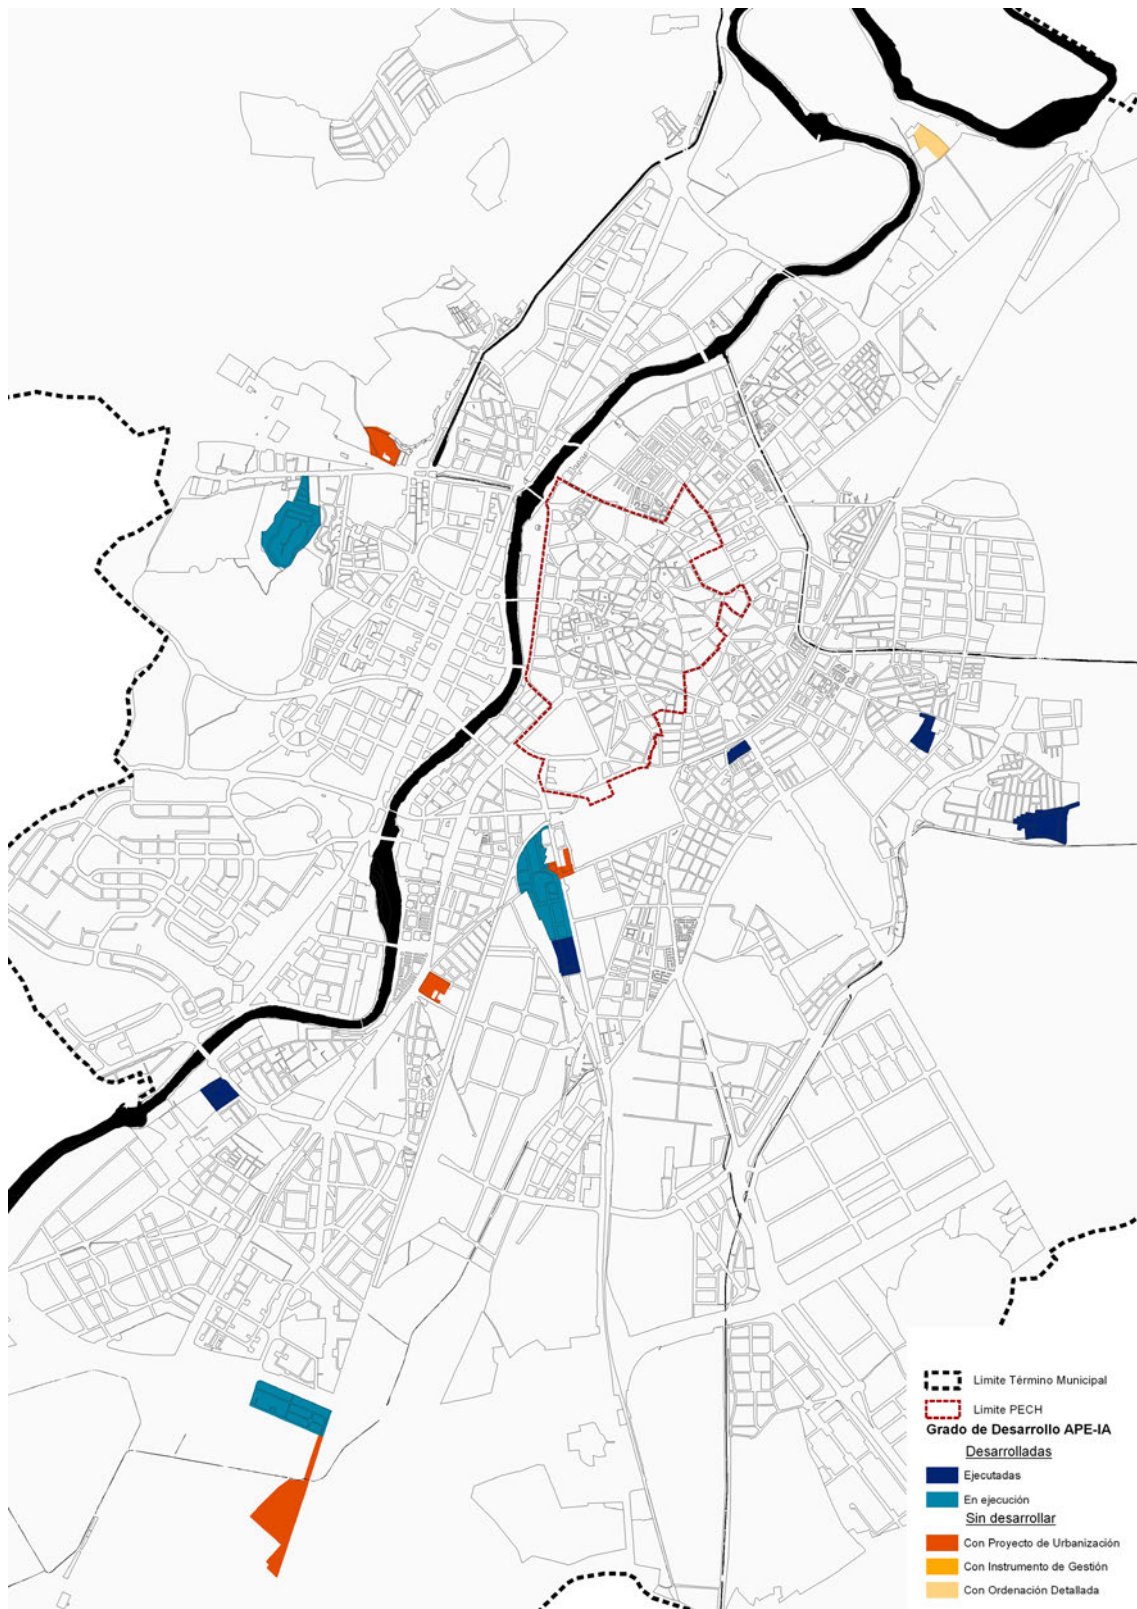 Límite Término Municipal
Límite PECH
Grado de Desarrollo APE-IA
Desarrolladas
Ejecutadas
En ejecución
Sin desarrollar
Con Proyecto de Urbanización
Con Instrumento de Gestión
Con Ordenación Detallada